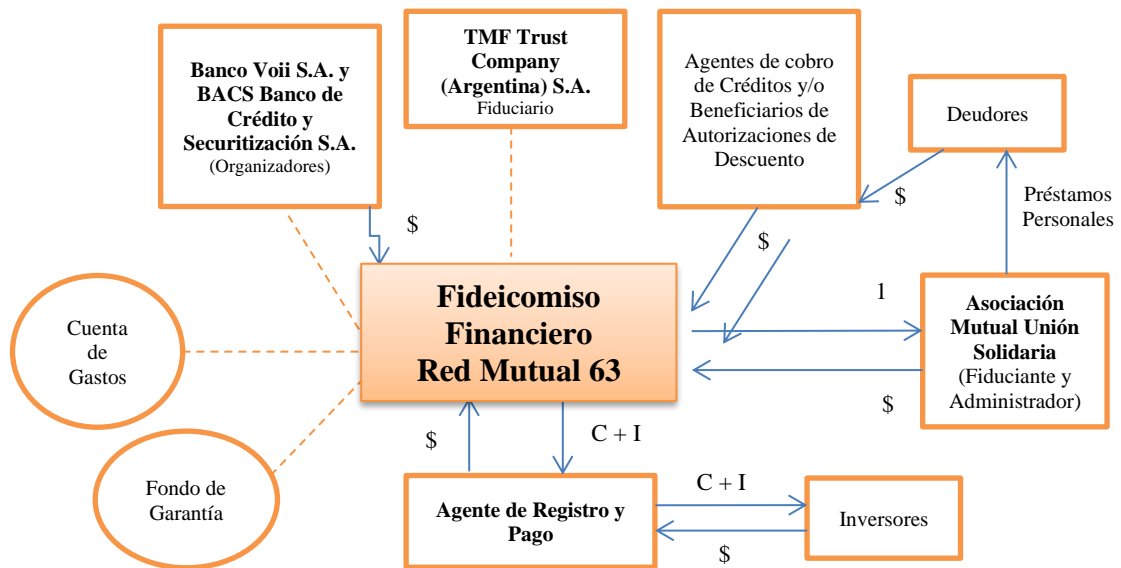 Banco Voii S.A. y
BACS Banco de
Crédito y
Securitización S.A.
(Organizadores)
TMF Trust
Company
(Argentina) S.A.
Fiduciario
Agentes de cobro
de Créditos y/o
Beneficiarios de
Autorizaciones de
Descuento
Deudores
$
Préstamos
Personales
$
$
Fideicomiso
Financiero
Red Mutual 63
1
Asociación
Mutual Unión
Solidaria
(Fiduciante y
Administrador)
$
Cuenta
de
Gastos
Fondo de
Garantía
$
C + I
Agente de Registro y
Pago
C + I
$
Inversores